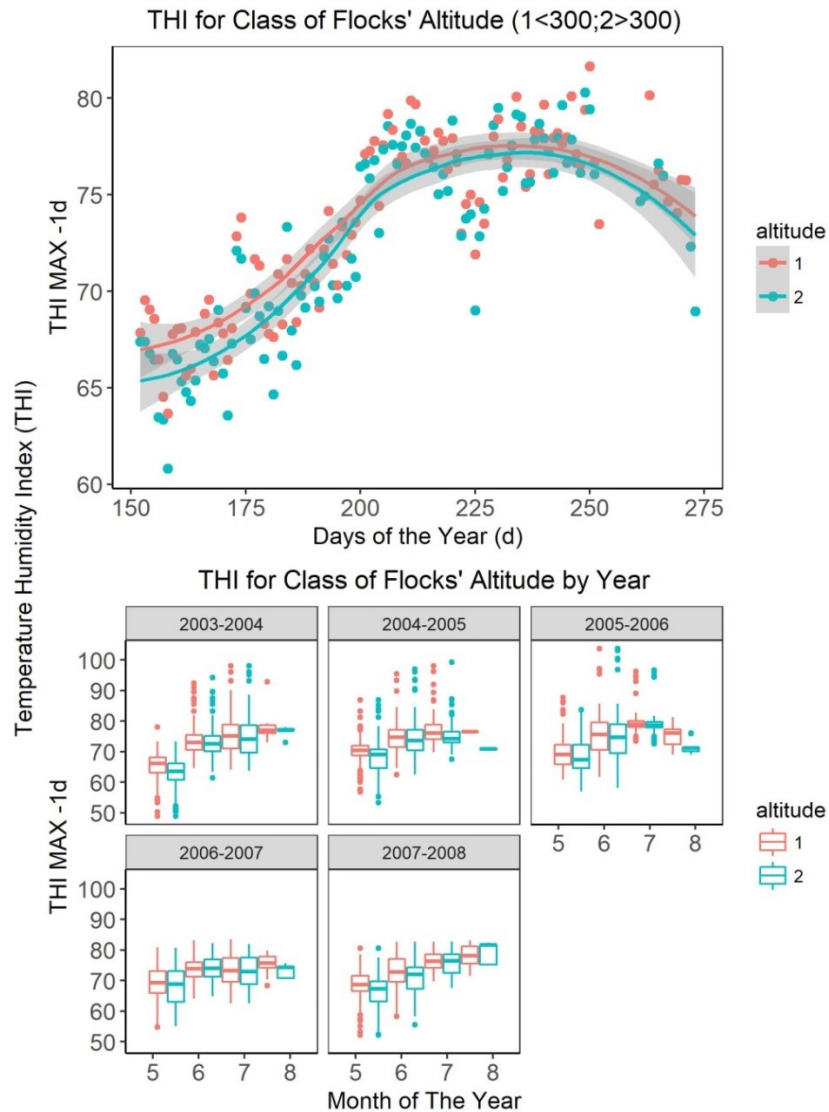 THI for Class of Flocks' Altitude (1<300;2>300)
80
75
70
65
60
THI MAX -1d
150 175 200 225 250 275
Days of the Year (d)
altitude
1
2
Temperature Humidity Index (THI)
THI for Class of Flocks' Altitude by Year
2003-2004 2004-2005 2005-2006
100
90
80
70
60
50
5 6 7 8
THI MAX -1d
2006-2007 2007-2008
100
90
80
70
60
50
5 6 7 8 5 6 7 8
Month of The Year
altitude
1
2